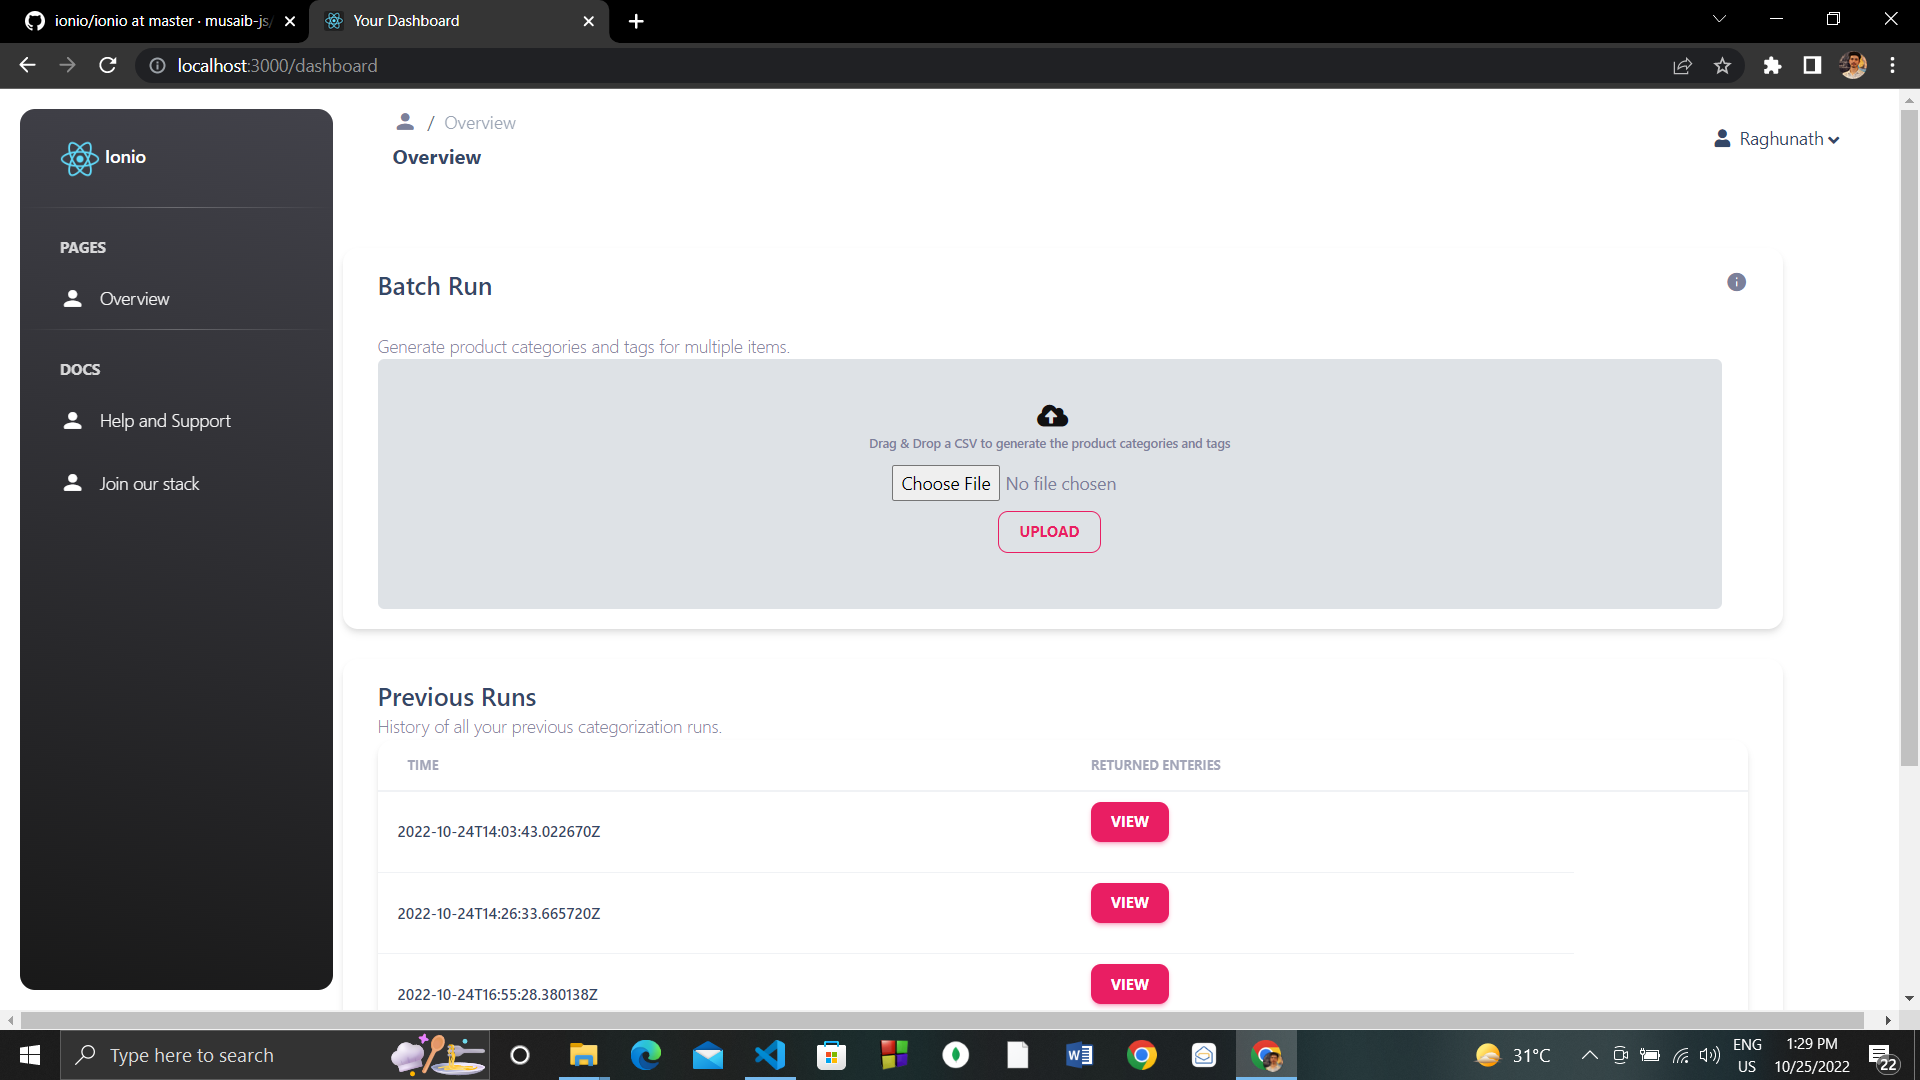 ionio/ionio at master · musaib-js/
Your Dashboard
localhost:3000/dashboard
Ionio
PAGES
Overview
DOCS
Help and Support
Join our stack
/ Overview
Overview
Raghunath
Batch Run
Generate product categories and tags for multiple items.
Drag & Drop a CSV to generate the product categories and tags
Choose File No file chosen
UPLOAD
Previous Runs
History of all your previous categorization runs.
TIME RETURNED ENTERIES
2022-10-24T14:03:43.022670Z VIEW
2022-10-24T14:26:33.665720Z VIEW
2022-10-24T16:55:28.380138Z VIEW
Type here to search
31°C
ENG
US
1:29 PM
10/25/2022
22